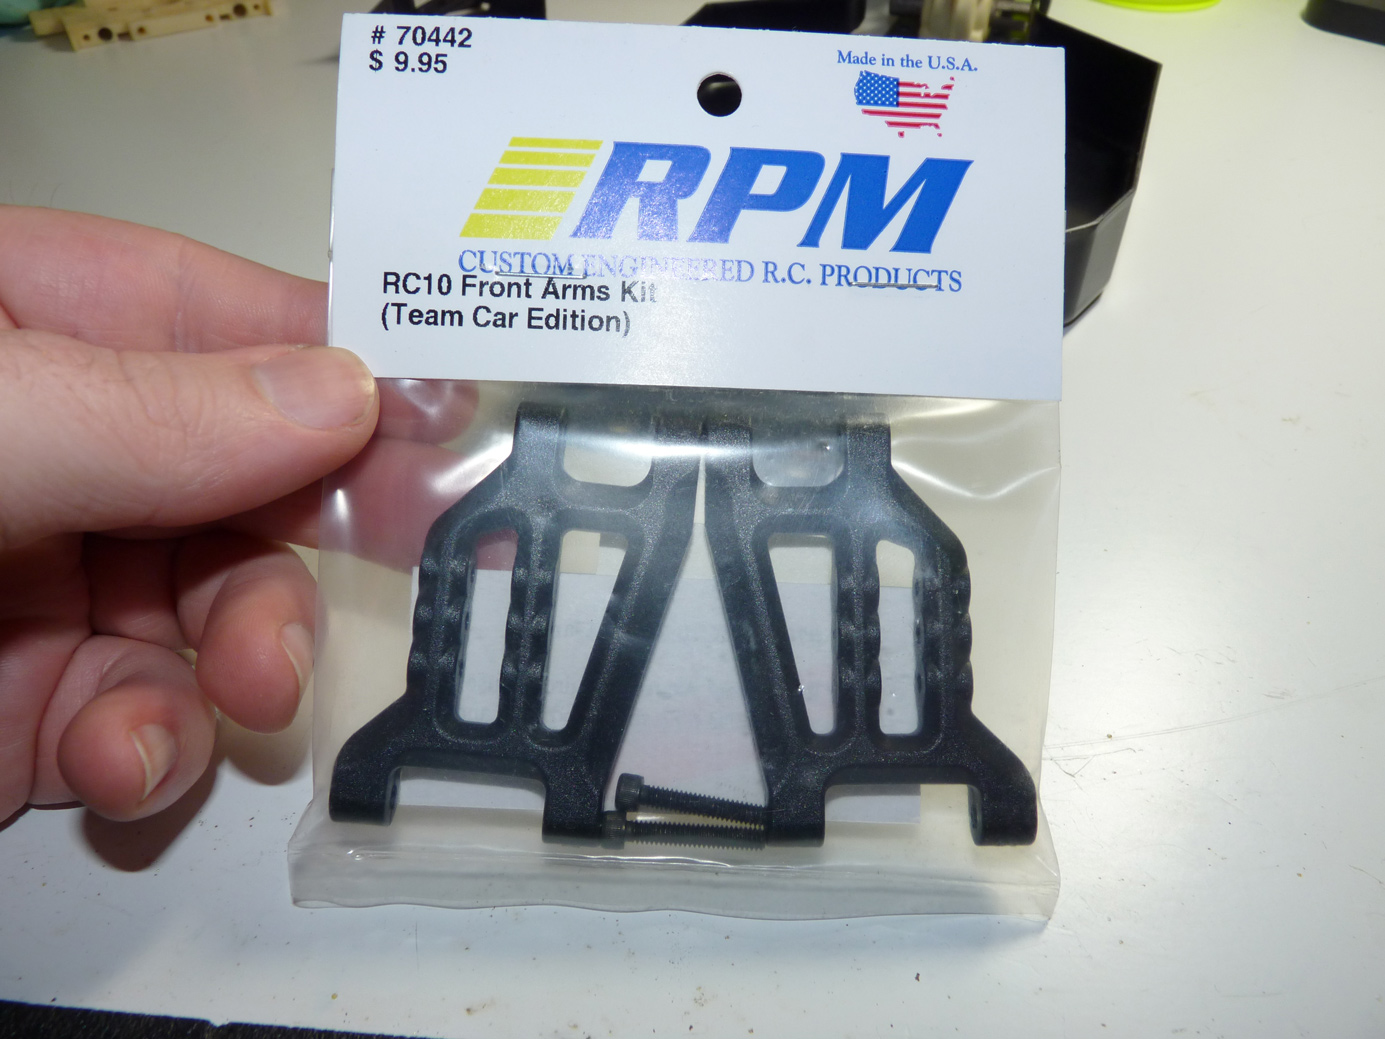 # 70442
$ 9.95
Made in the U.S.A.
RPM
CUSTOM ENGINEERED R.C. PRODUCTS
RC10 Front Arms Kit
(Team Car Edition)